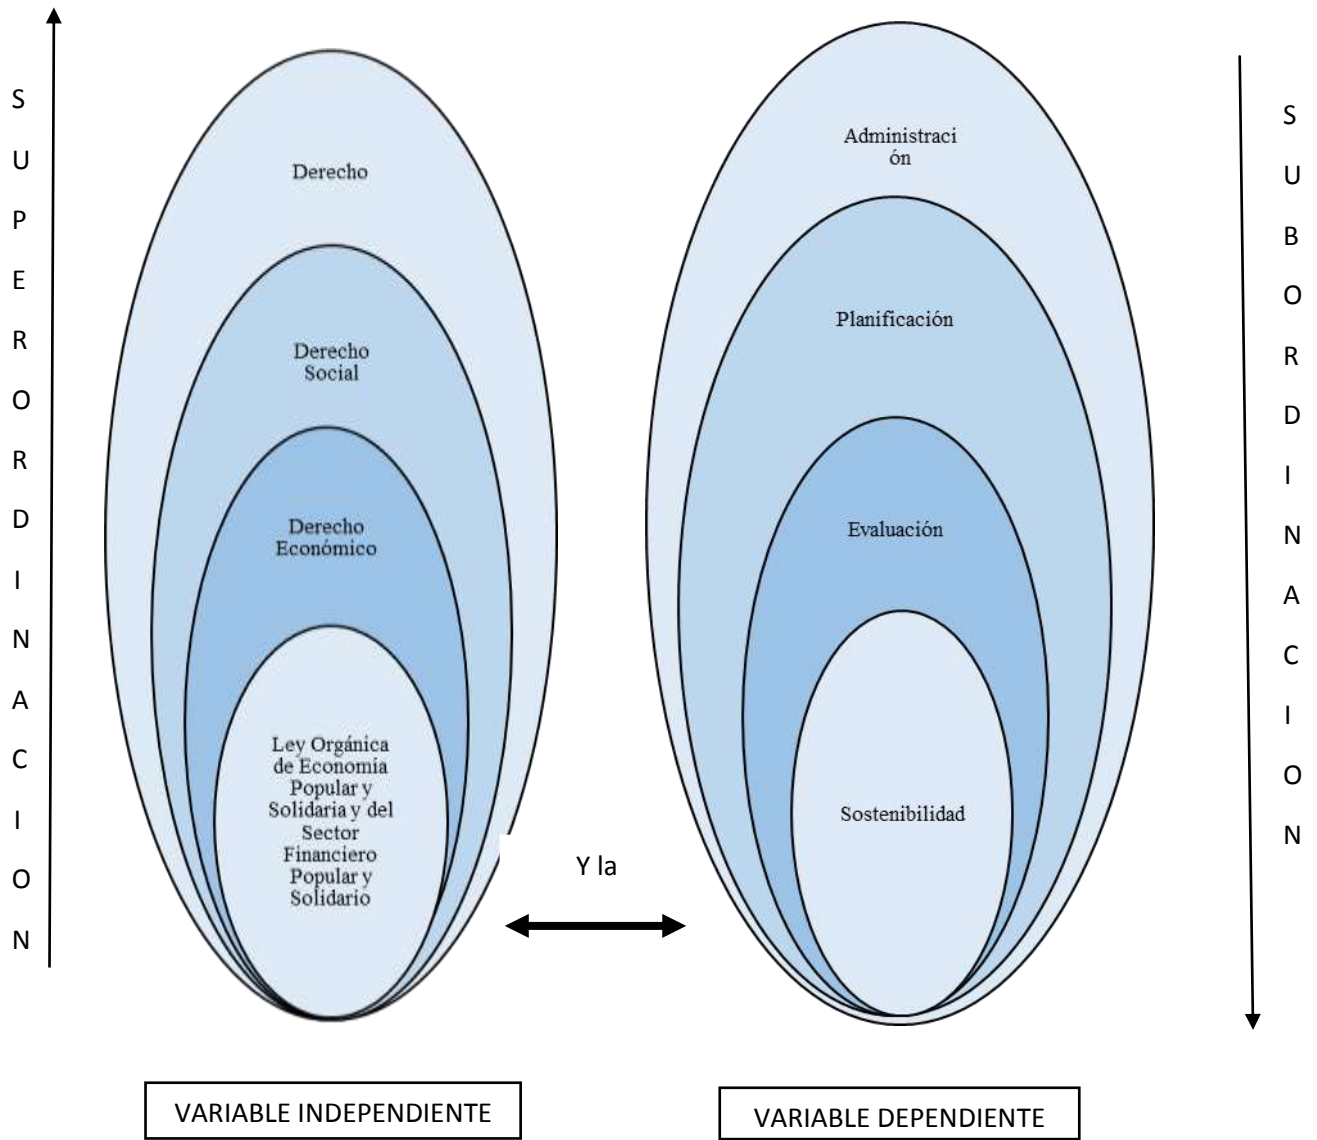 S
U
P
E
R
O
R
D
I
N
A
C
I
O
N
Derecho
Derecho
Social
Derecho
Económico
Ley Orgánica
de Economía
Popular y
Solidaria y del
Sector
Financiero
Popular y
Solidario
Y la
Administraci
ón
Planificación
Evaluación
Sostenibilidad
S
U
B
O
R
D
I
N
A
C
I
O
N
VARIABLE INDEPENDIENTE
VARIABLE DEPENDIENTE